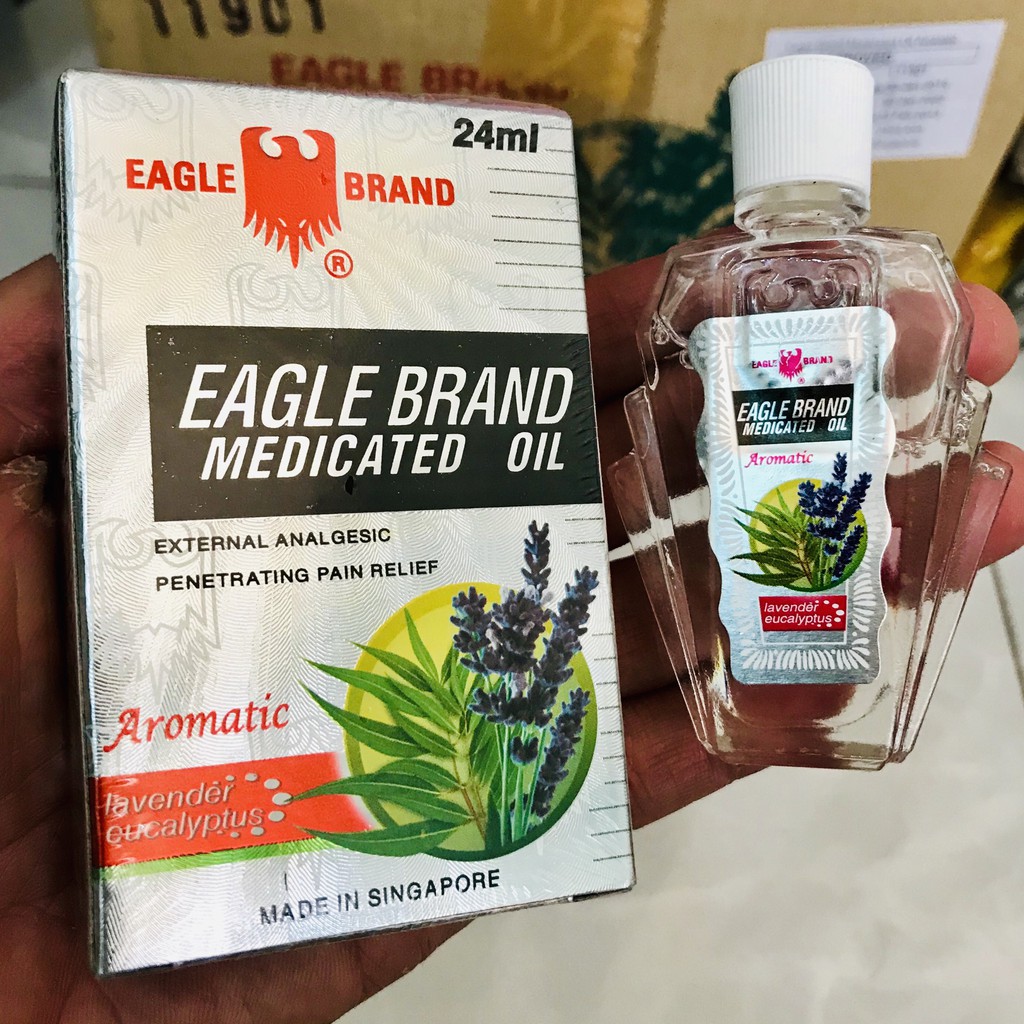 11901
EAGLE BRAND
24ml
EAGLE BRAND
®
EAGLE BRAND
MEDICATED OIL
EXTERNAL ANALGESIC
PENETRATING PAIN RELIEF
Aromatic
lavender
eucalyptus
MADE IN SINGAPORE
EAGLE BRAND
EAGLE BRAND
MEDICATED OIL
Aromatic
lavender
eucalyptus